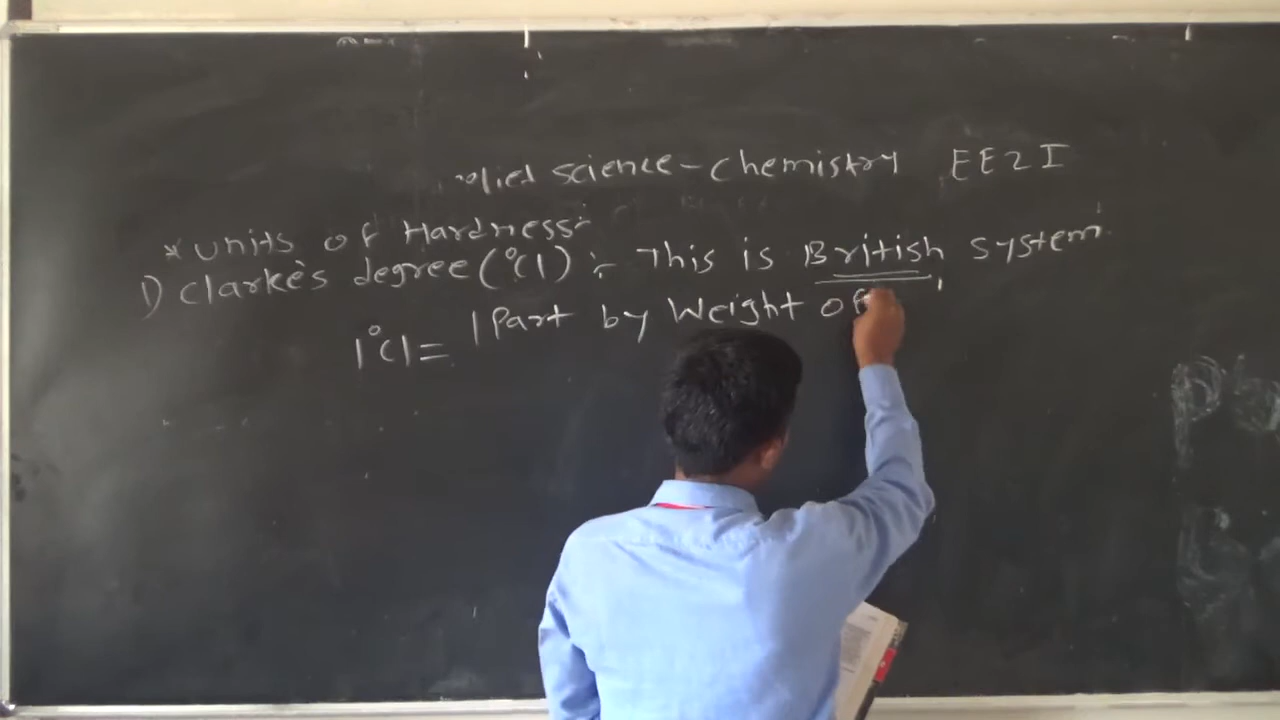 science-chemistry EE2I
* Units of Hardness:-
1) Clarke's degree (°Cl) :- This is British system.
1°Cl = 1 Part by Weight of